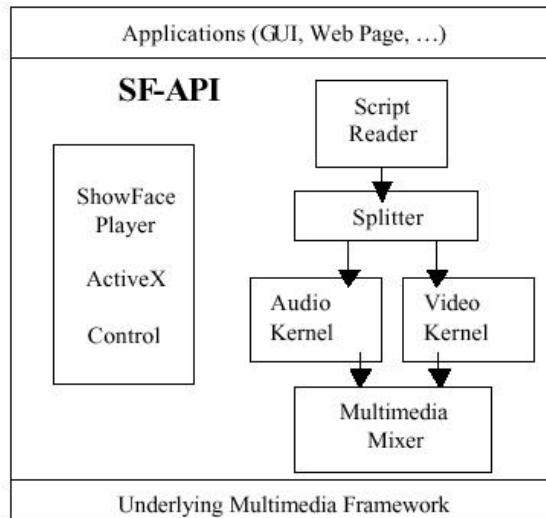 Applications (GUI, Web Page, …)
SF-API
Script
Reader
ShowFace
Player
ActiveX
Control
Splitter
Audio
Kernel
Video
Kernel
Multimedia
Mixer
Underlying Multimedia Framework